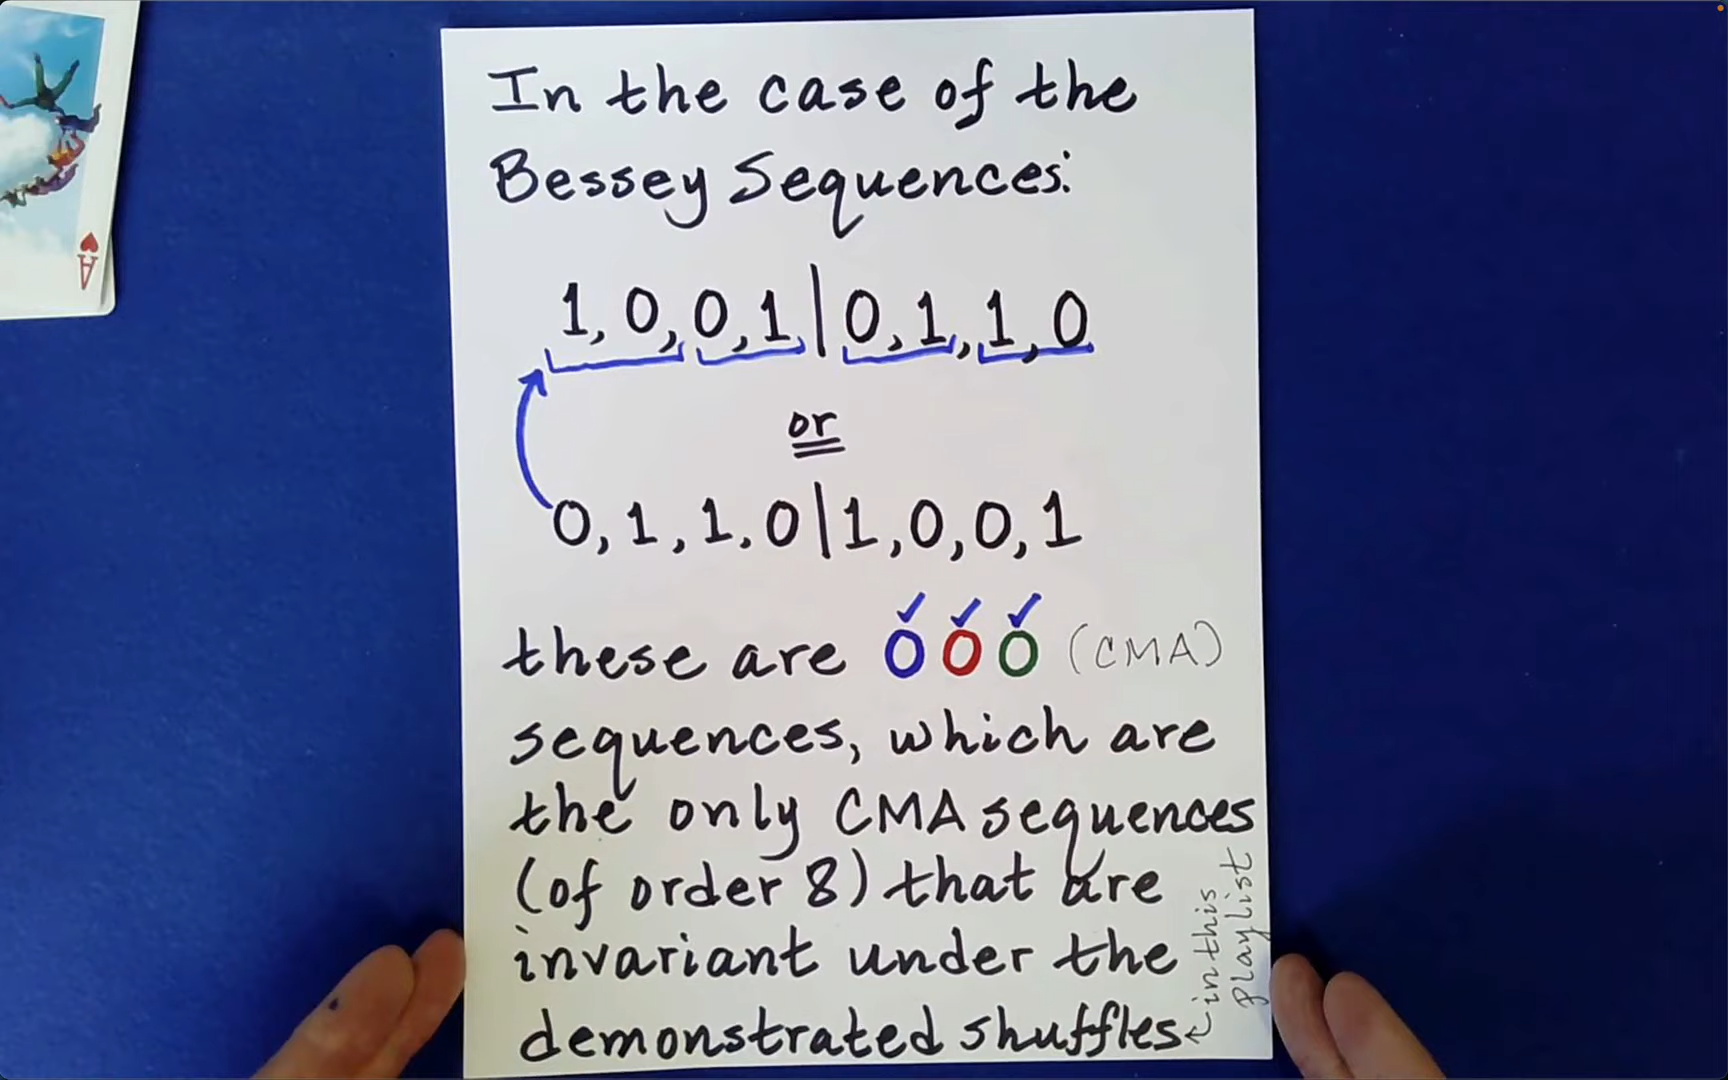 A
In the case of the
Bessey Sequences:
1, 0, 0, 1 | 0, 1, 1, 0
or
0, 1, 1, 0 | 1, 0, 0, 1
these are O O O (CMA)
sequences, which are
the only CMA sequences
(of order 8) that are
invariant under the
demonstrated shuffles
← in this
playlist